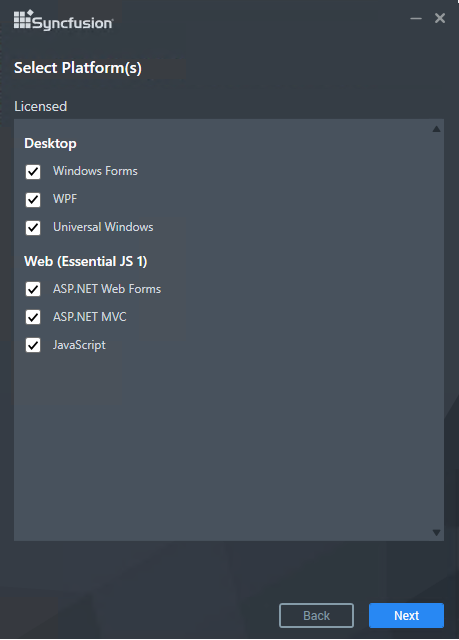 Syncfusion®
Select Platform(s)
Licensed
Desktop
Windows Forms
WPF
Universal Windows
Web (Essential JS 1)
ASP.NET Web Forms
ASP.NET MVC
JavaScript
Back
Next